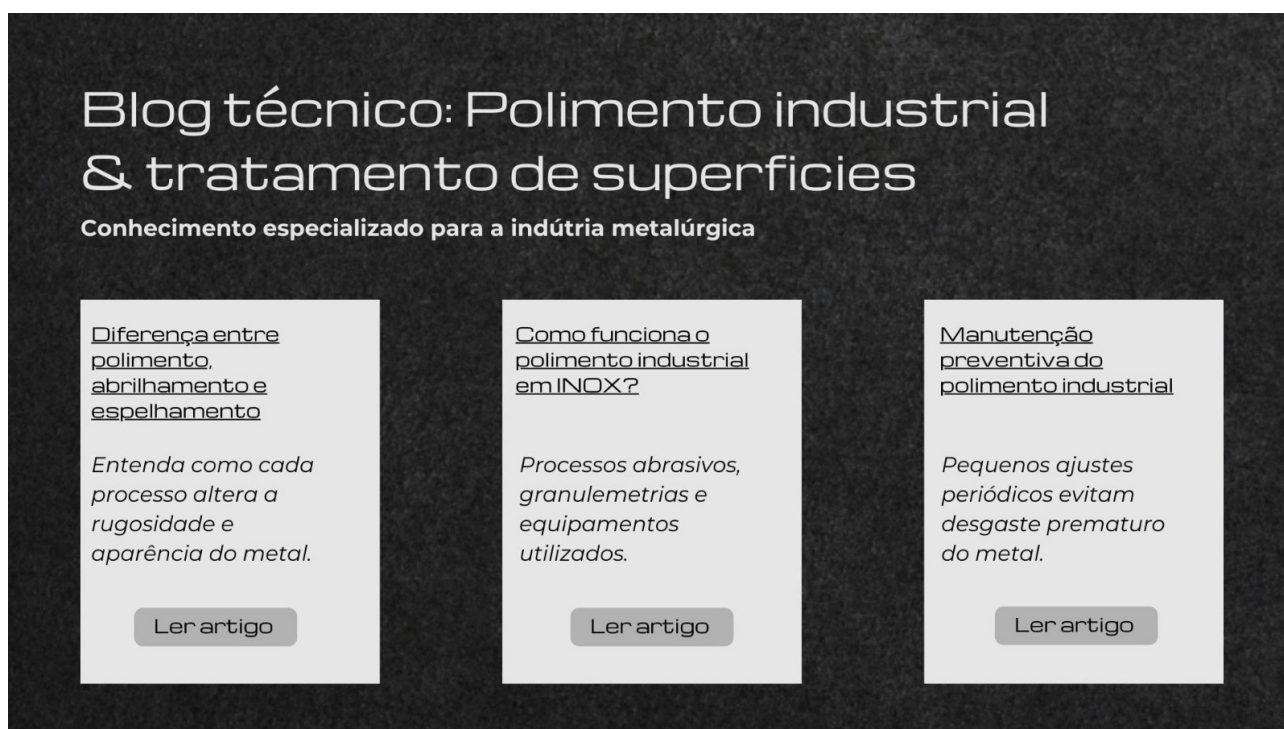 Blog técnico: Polimento industrial
& tratamento de superficies
Conhecimento especializado para a indútria metalúrgica
Diferença entre
polimento,
abrilhamento e
espelhamento
Entenda como cada
processo altera a
rugosidade e
aparência do metal.
Ler artigo
Como funciona o
polimento industrial
em INOX?
Processos abrasivos,
granulemetrias e
equipamentos
utilizados.
Ler artigo
Manutenção
preventiva do
polimento industrial
Pequenos ajustes
periódicos evitam
desgaste prematuro
do metal.
Ler artigo